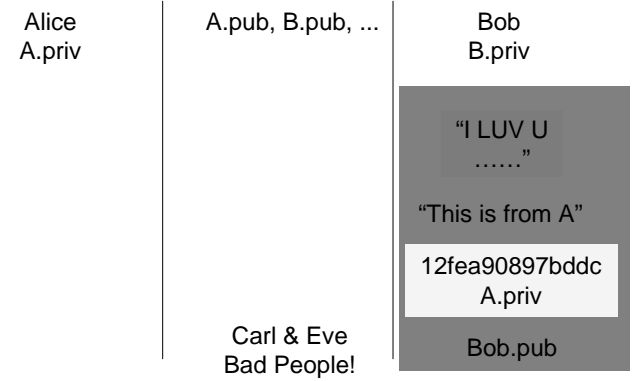 Alice
A.priv
A.pub, B.pub, ...
Bob
B.priv
“I LUV U
……”
“This is from A”
12fea90897bddc
A.priv
Bob.pub
Carl & Eve
Bad People!